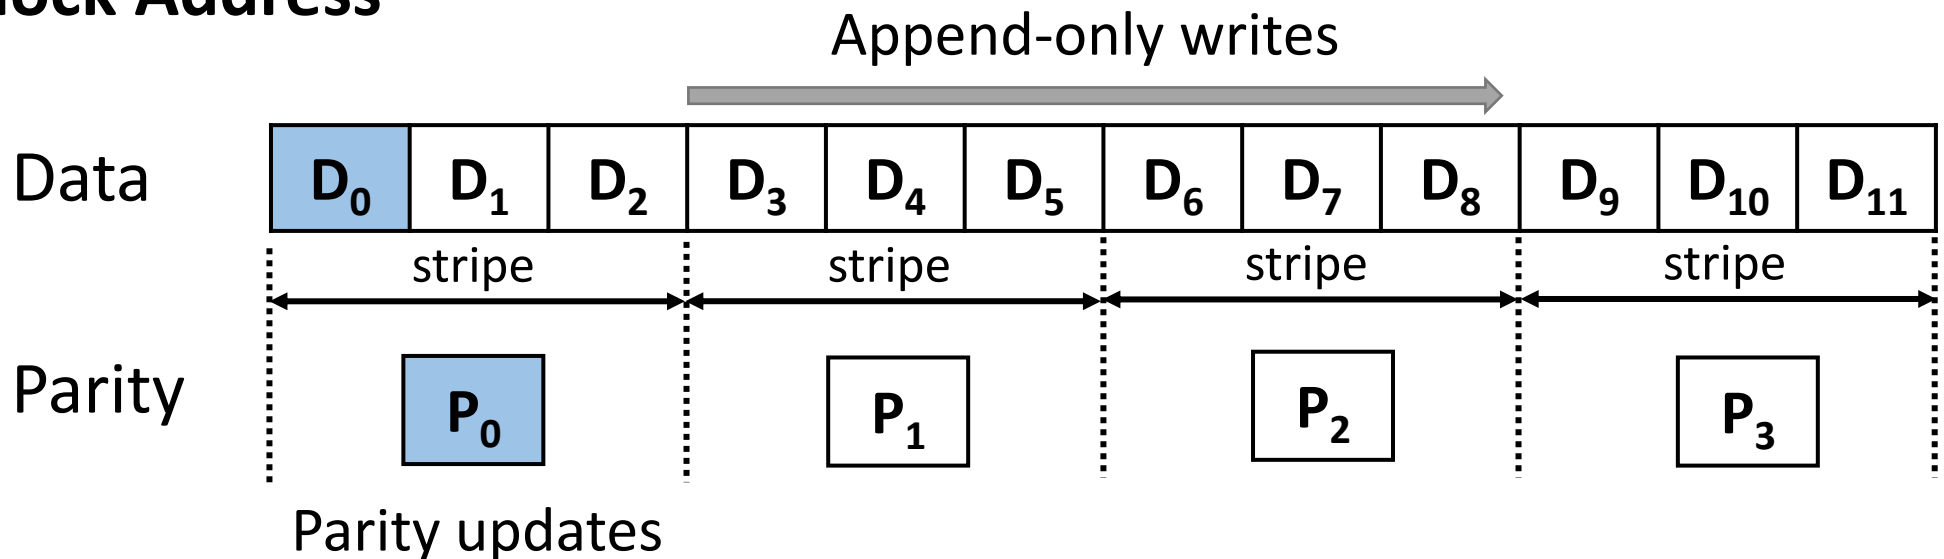 Address
Append-only writes
Data D₀ D₁ D₂ D₃ D₄ D₅ D₆ D₇ D₈ D₉ D₁₀ D₁₁
stripe stripe stripe stripe
Parity P₀ P₁ P₂ P₃
Parity updates